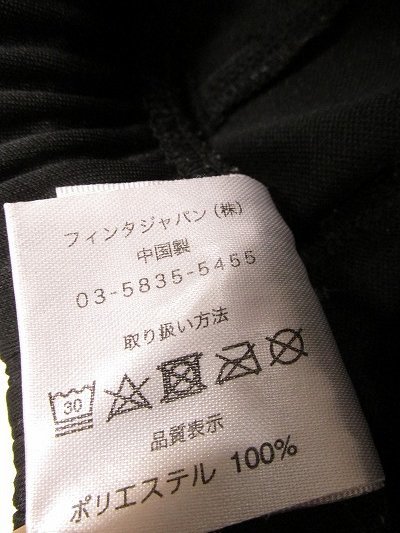 フィンタジャパン(株)
中国製
03-5835-5455
取り扱い方法
30
品質表示
ポリエステル 100%